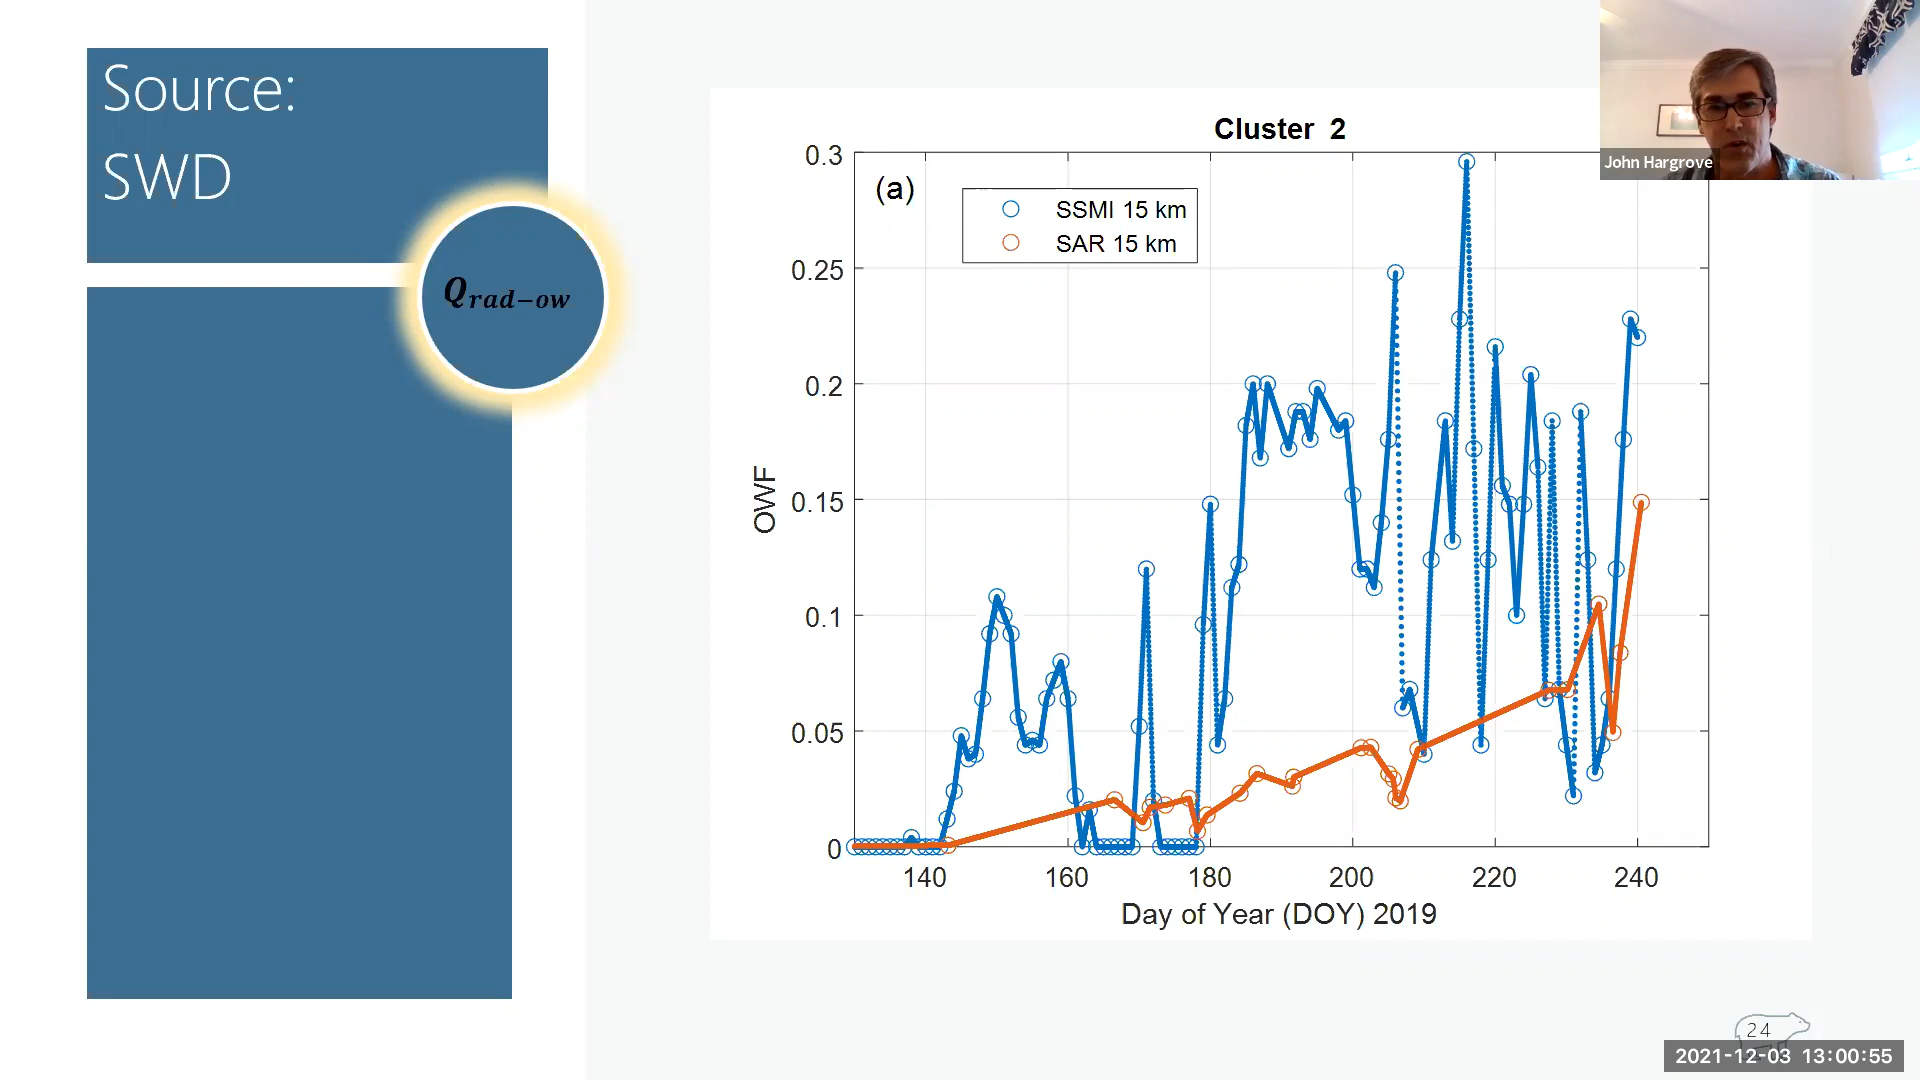 Source:
SWD
Q_rad-ow
Cluster 2
John Hargrove
(a)
SSMI 15 km
SAR 15 km
0.3
0.25
0.2
0.15
0.1
0.05
0
OWF
140 160 180 200 220 240
Day of Year (DOY) 2019
24
2021-12-03 13:00:55